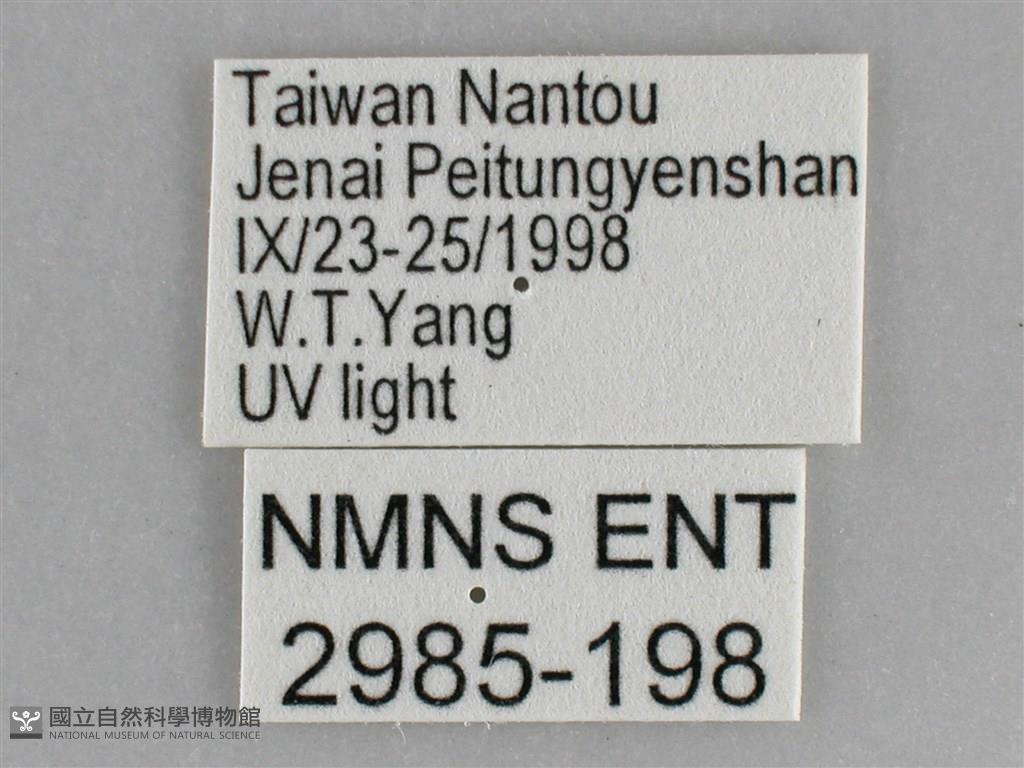 Taiwan Nantou
Jenai Peitungyenshan
IX/23-25/1998
W.T.Yang
UV light
NMNS ENT
2985-198
國立自然科學博物館
NATIONAL MUSEUM OF NATURAL SCIENCE